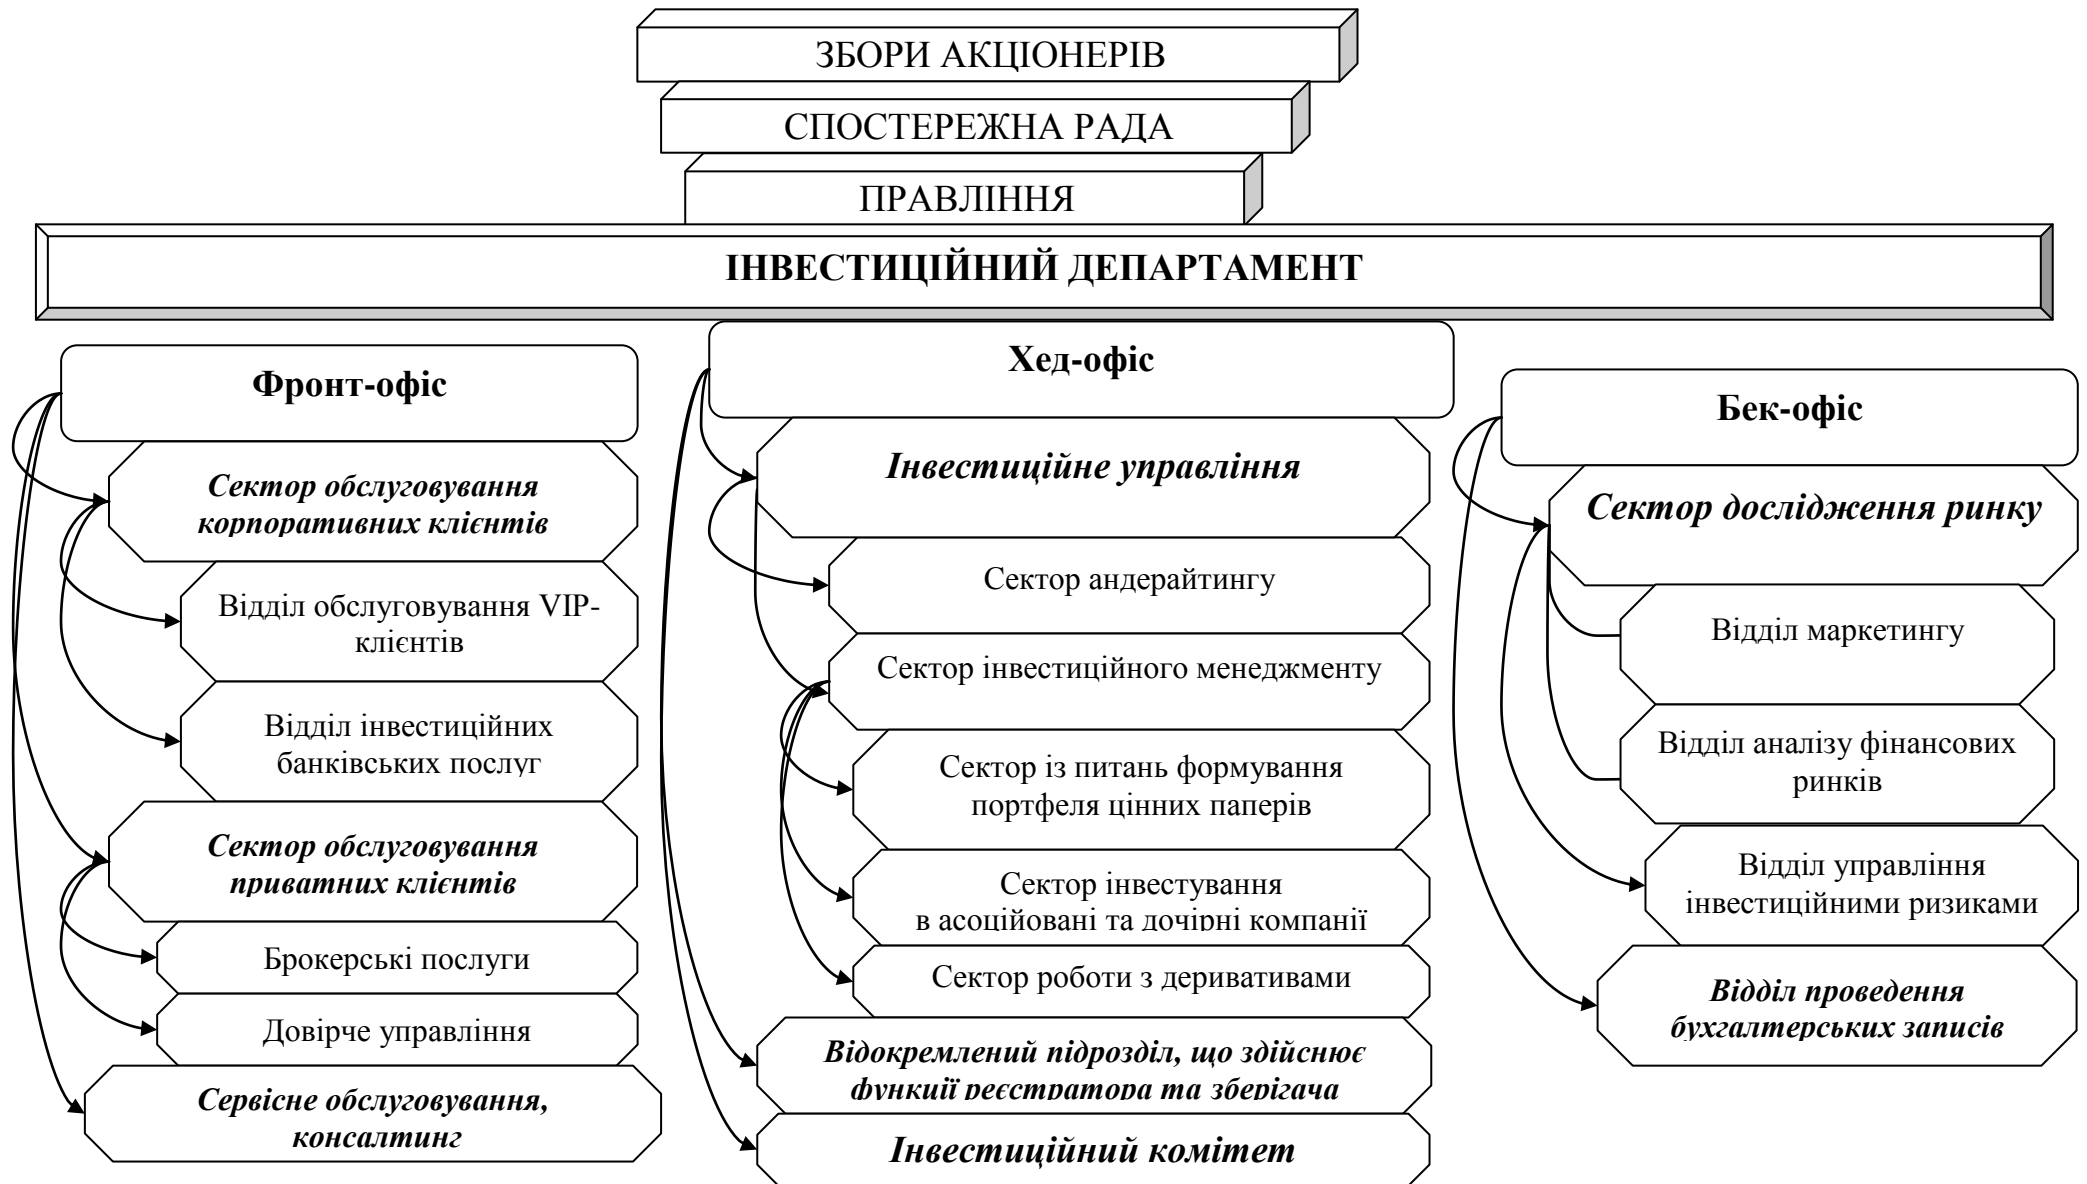 ЗБОРИ АКЦІОНЕРІВ
СПОСТЕРЕЖНА РАДА
ПРАВЛІННЯ
ІНВЕСТИЦІЙНИЙ ДЕПАРТАМЕНТ
Фронт-офіс
Сектор обслуговування
корпоративних клієнтів
Відділ обслуговування VIP-
клієнтів
Відділ інвестиційних
банківських послуг
Сектор обслуговування
приватних клієнтів
Брокерські послуги
Довірче управління
Сервісне обслуговування,
консалтинг
Хед-офіс
Інвестиційне управління
Сектор андерайтингу
Сектор інвестиційного менеджменту
Сектор із питань формування
портфеля цінних паперів
Сектор інвестування
в асоційовані та дочірні компанії
Сектор роботи з деривативами
Відокремлений підрозділ, що здійснює
функції реєстратора та зберігача
Інвестиційний комітет
Бек-офіс
Сектор дослідження ринку
Відділ маркетингу
Відділ аналізу фінансових
ринків
Відділ управління
інвестиційними ризиками
Відділ проведення
бухгалтерських записів